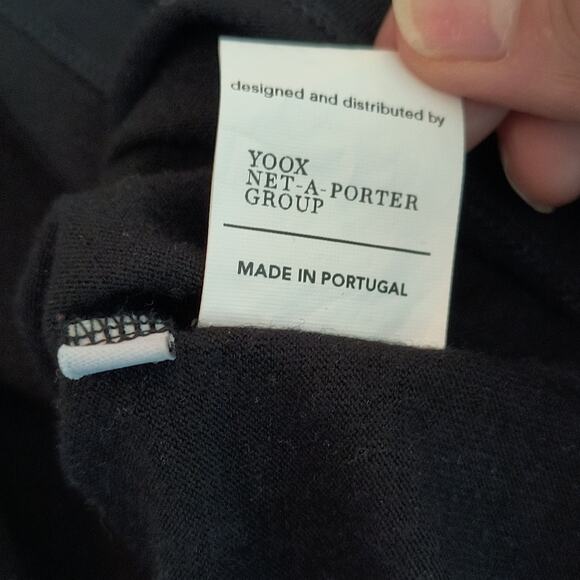 designed and distributed by
YOOX
NET-A-PORTER
GROUP
MADE IN PORTUGAL